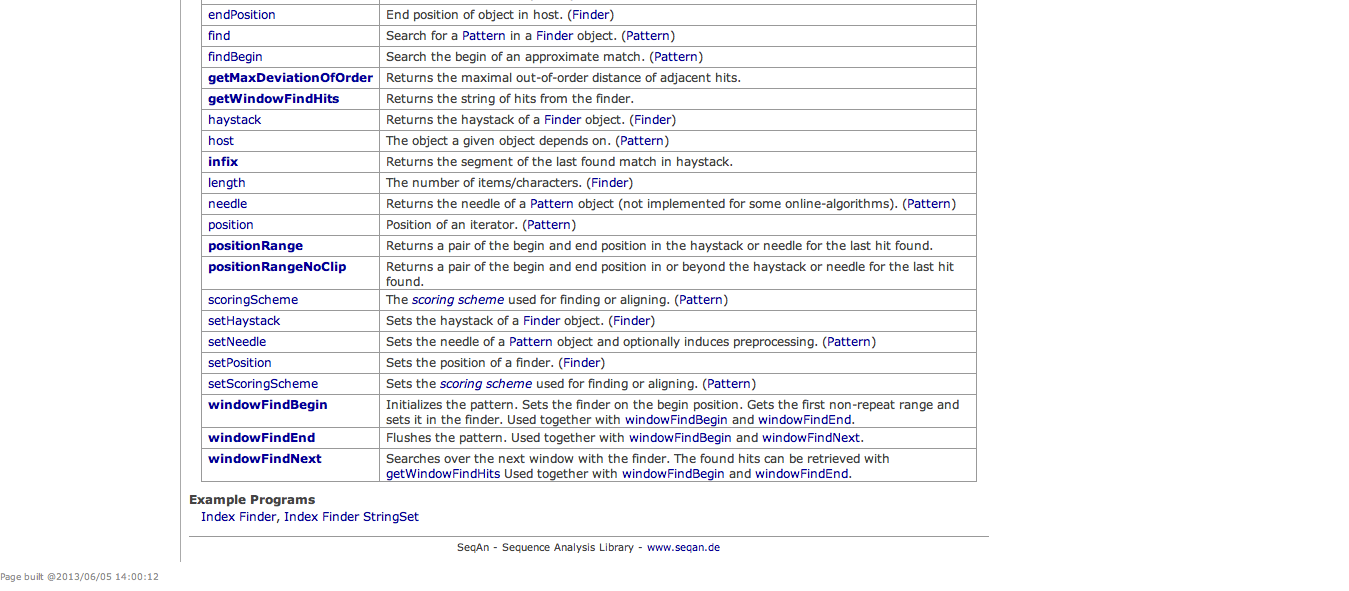 endPosition End position of object in host. (Finder)
find Search for a Pattern in a Finder object. (Pattern)
findBegin Search the begin of an approximate match. (Pattern)
getMaxDeviationOfOrder Returns the maximal out-of-order distance of adjacent hits.
getWindowFindHits Returns the string of hits from the finder.
haystack Returns the haystack of a Finder object. (Finder)
host The object a given object depends on. (Pattern)
infix Returns the segment of the last found match in haystack.
length The number of items/characters. (Finder)
needle Returns the needle of a Pattern object (not implemented for some online-algorithms). (Pattern)
position Position of an iterator. (Pattern)
positionRange Returns a pair of the begin and end position in the haystack or needle for the last hit found.
positionRangeNoClip Returns a pair of the begin and end position in or beyond the haystack or needle for the last hit
found.
scoringScheme The scoring scheme used for finding or aligning. (Pattern)
setHaystack Sets the haystack of a Finder object. (Finder)
setNeedle Sets the needle of a Pattern object and optionally induces preprocessing. (Pattern)
setPosition Sets the position of a finder. (Finder)
setScoringScheme Sets the scoring scheme used for finding or aligning. (Pattern)
windowFindBegin Initializes the pattern. Sets the finder on the begin position. Gets the first non-repeat range and
sets it in the finder. Used together with windowFindBegin and windowFindEnd.
windowFindEnd Flushes the pattern. Used together with windowFindBegin and windowFindNext.
windowFindNext Searches over the next window with the finder. The found hits can be retrieved with
getWindowFindHits Used together with windowFindBegin and windowFindEnd.
Example Programs
Index Finder, Index Finder StringSet
SeqAn - Sequence Analysis Library - www.seqan.de
Page built @2013/06/05 14:00:12